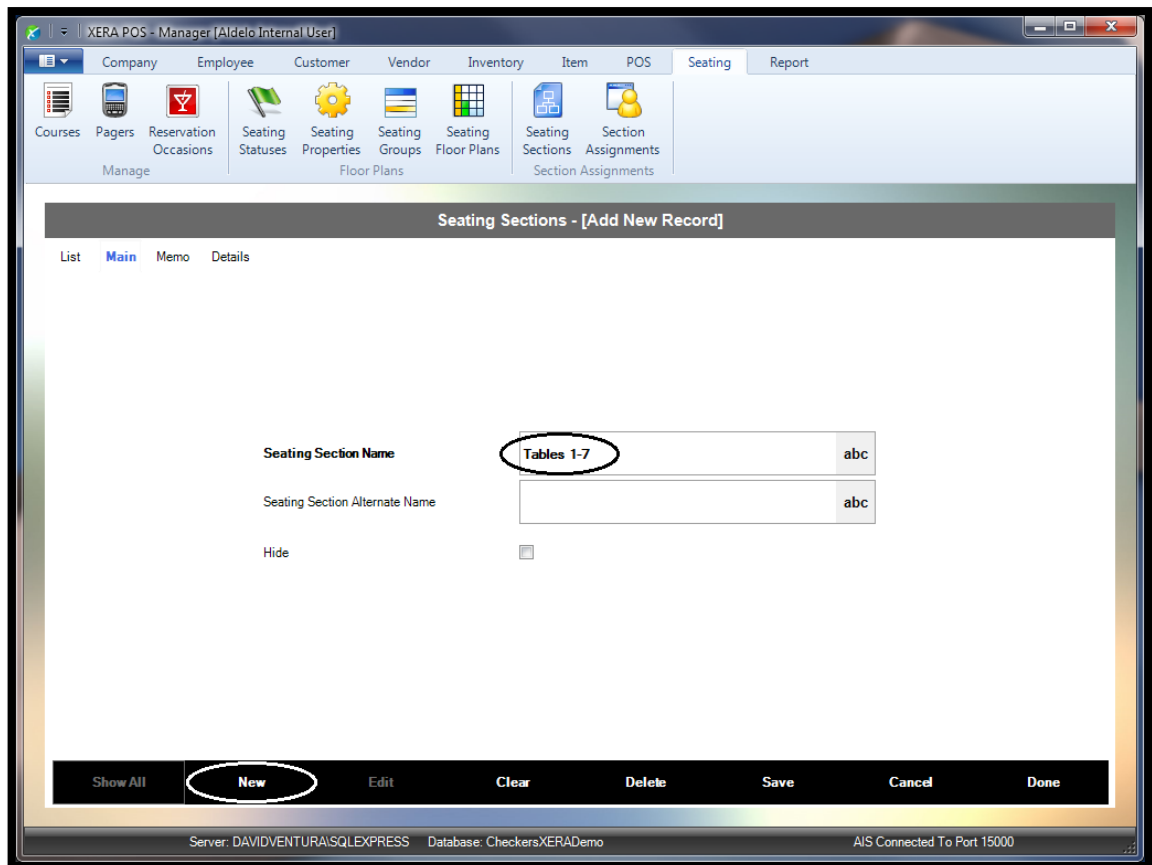 XERA POS - Manager [Aldelo Internal User]
Company Employee Customer Vendor Inventory Item POS Seating Report
Courses Pagers Reservation Occasions Seating Statuses Seating Properties Seating Groups Seating Floor Plans Seating Sections Section Assignments
Manage Floor Plans Section Assignments
Seating Sections - [Add New Record]
List Main Memo Details
Seating Section Name Tables 1-7 abc
Seating Section Alternate Name abc
Hide
Show All New Edit Clear Delete Save Cancel Done
Server: DAVIDVENTURA\SQLEXPRESS Database: CheckersXERADemo AIS Connected To Port 15000